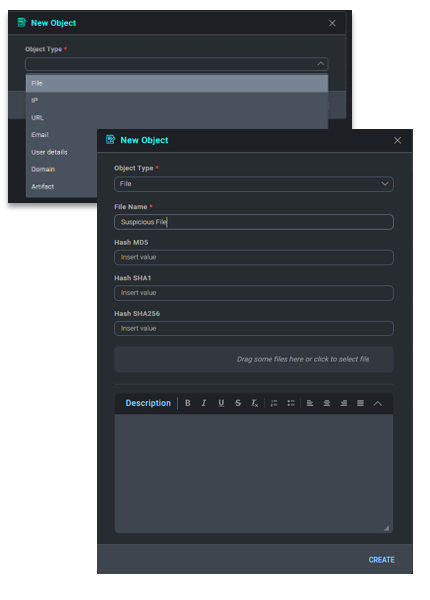 New Object
Object Type *
File
IP
URL
Email
User details
Domain
Artifact
New Object
Object Type *
File
File Name *
Suspicious File
Hash MD5
Insert value
Hash SHA1
Insert value
Hash SHA256
Insert value
Drag some files here or click to select file
Description B I U S Tx
CREATE